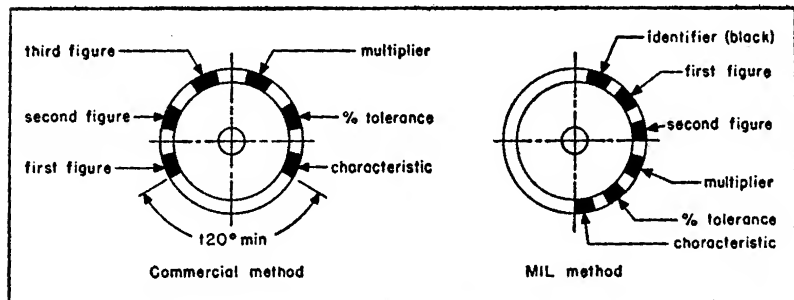 third figure
multiplier
second figure
% tolerance
first figure
characteristic
120° min
Commercial method
identifier (black)
first figure
second figure
multiplier
% tolerance
characteristic
MIL method